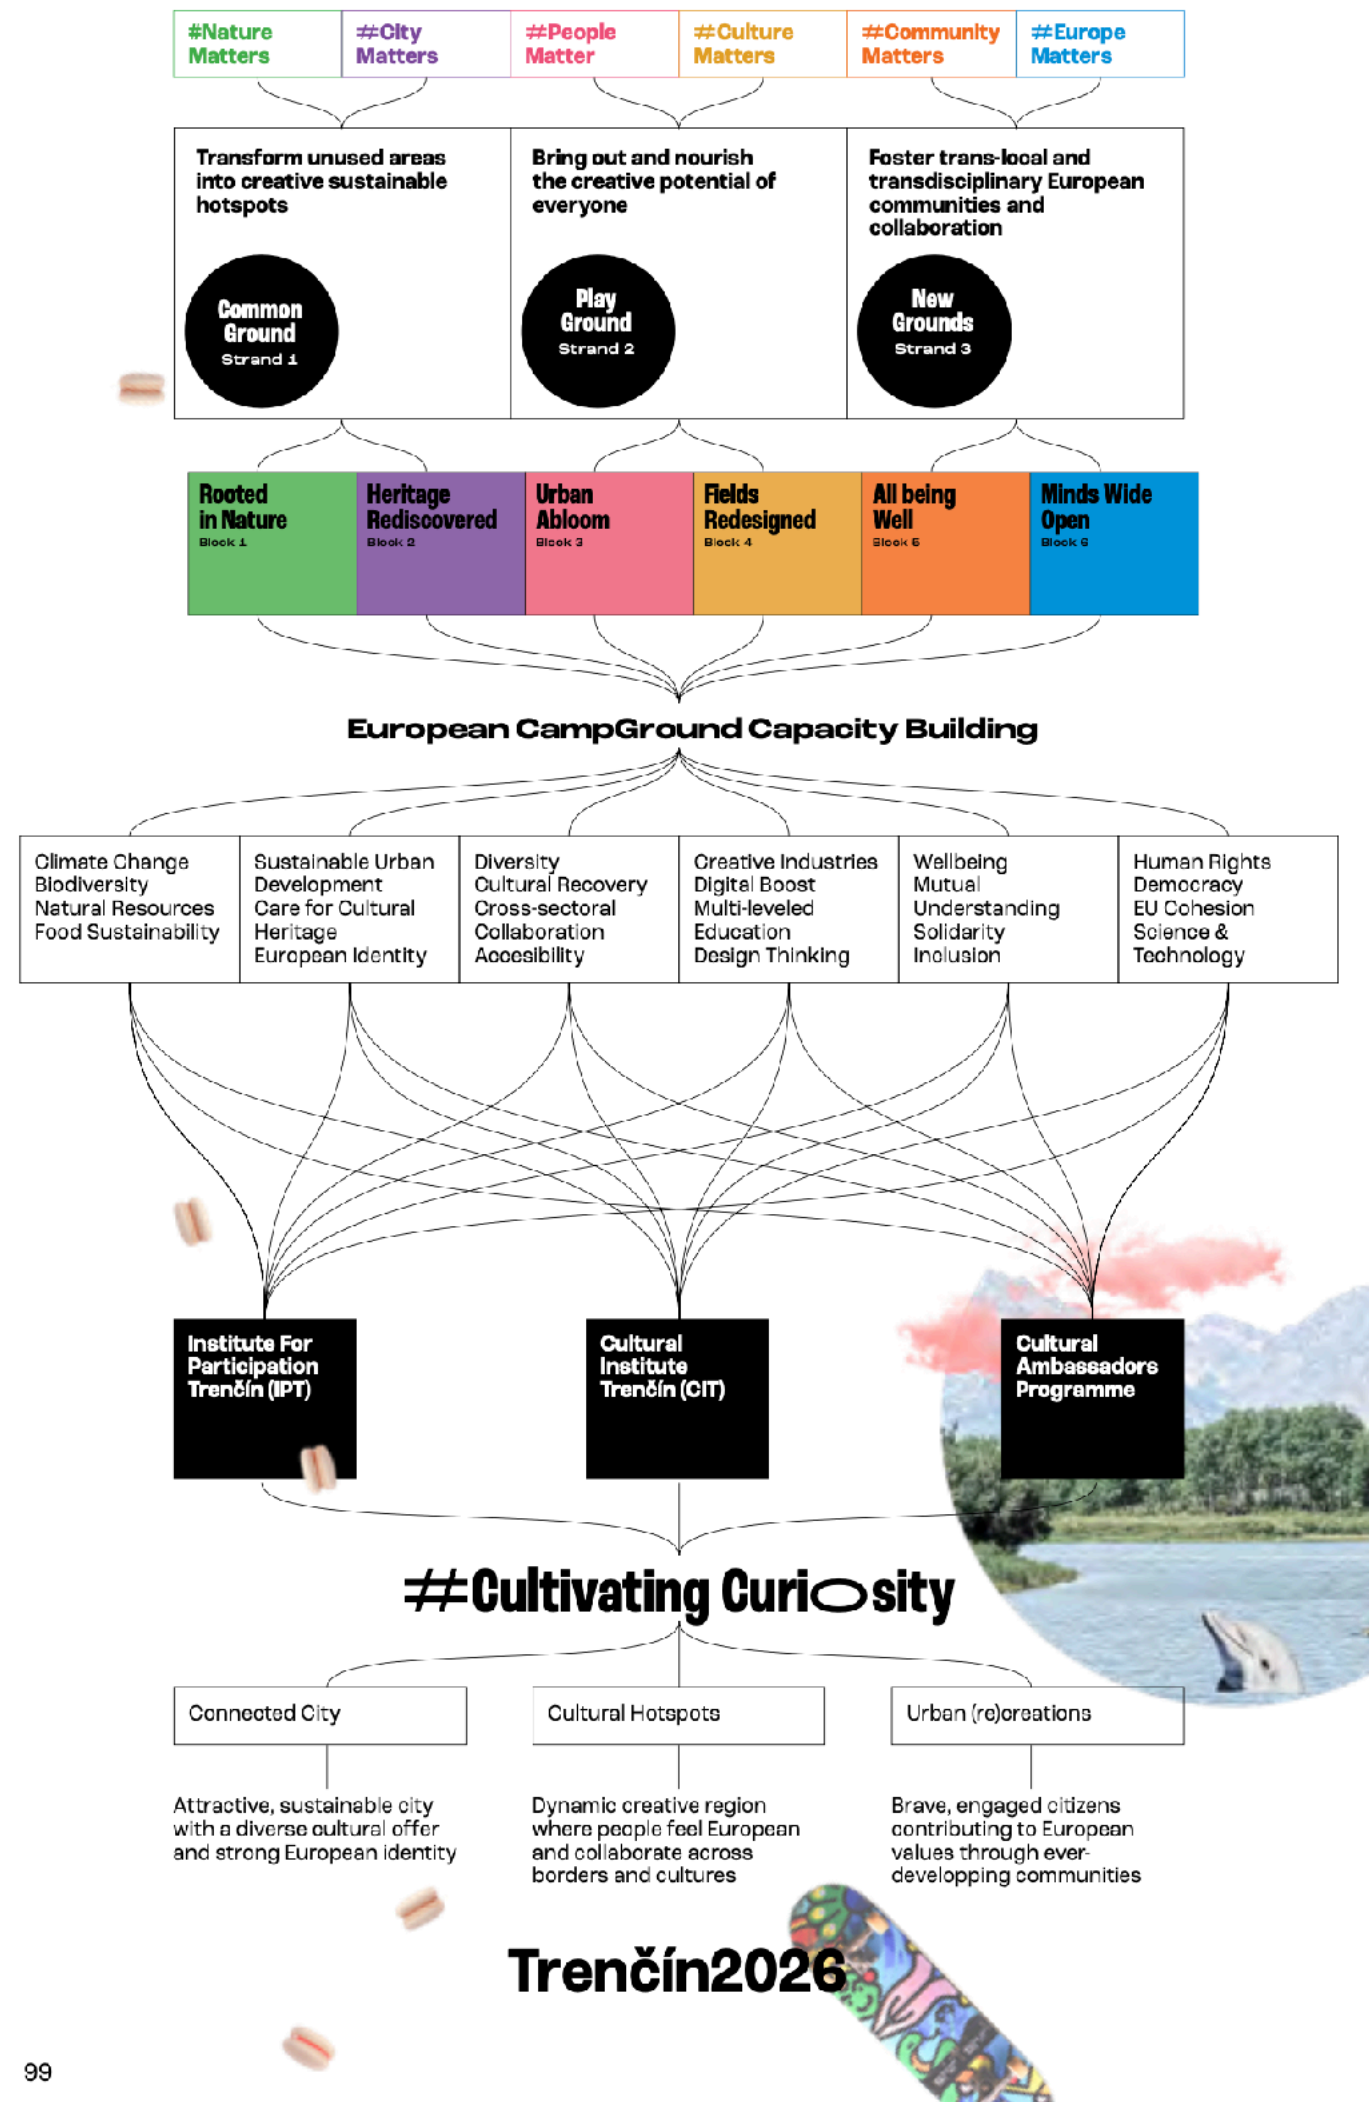 #Nature
Matters
#City
Matters
#People
Matter
#Culture
Matters
#Community
Matters
#Europe
Matters
Transform unused areas
into creative sustainable
hotspots
Common
Ground
Strand 1
Bring out and nourish
the creative potential of
everyone
Play
Ground
Strand 2
Foster trans-local and
transdisciplinary European
communities and
collaboration
New
Grounds
Strand 3
Rooted
in Nature
Block 1
Heritage
Rediscovered
Block 2
Urban
Abloom
Block 3
Fields
Redesigned
Block 4
All being
Well
Block 5
Minds Wide
Open
Block 6
European CampGround Capacity Building
Climate Change
Biodiversity
Natural Resources
Food Sustainability
Sustainable Urban
Development
Care for Cultural
Heritage
European Identity
Diversity
Cultural Recovery
Cross-sectoral
Collaboration
Accesibility
Creative Industries
Digital Boost
Multi-leveled
Education
Design Thinking
Wellbeing
Mutual
Understanding
Solidarity
Inclusion
Human Rights
Democracy
EU Cohesion
Science &
Technology
Institute For
Participation
Trenčín (IPT)
Cultural
Institute
Trenčín (CIT)
Cultural
Ambassadors
Programme
#Cultivating Curiosity
Connected City
Attractive, sustainable city
with a diverse cultural offer
and strong European identity
Cultural Hotspots
Dynamic creative region
where people feel European
and collaborate across
borders and cultures
Urban (re)creations
Brave, engaged citizens
contributing to European
values through ever-
developping communities
Trenčín2026
99